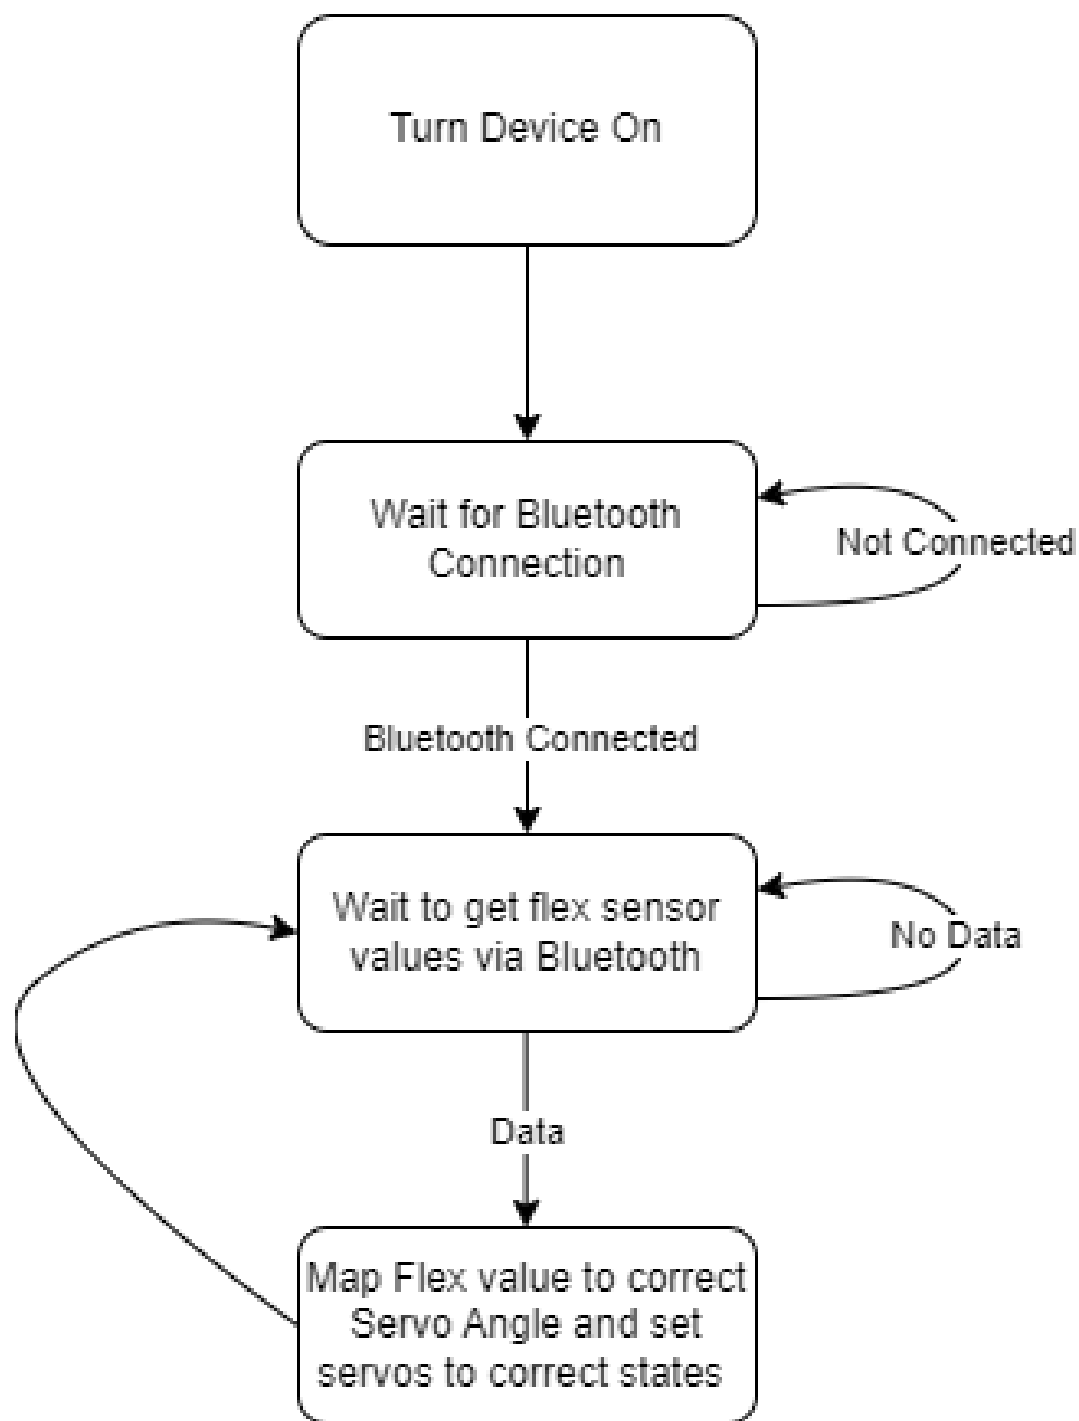 Turn Device On
Wait for Bluetooth
Connection
Not Connected
Bluetooth Connected
Wait to get flex sensor
values via Bluetooth
No Data
Data
Map Flex value to correct
Servo Angle and set
servos to correct states